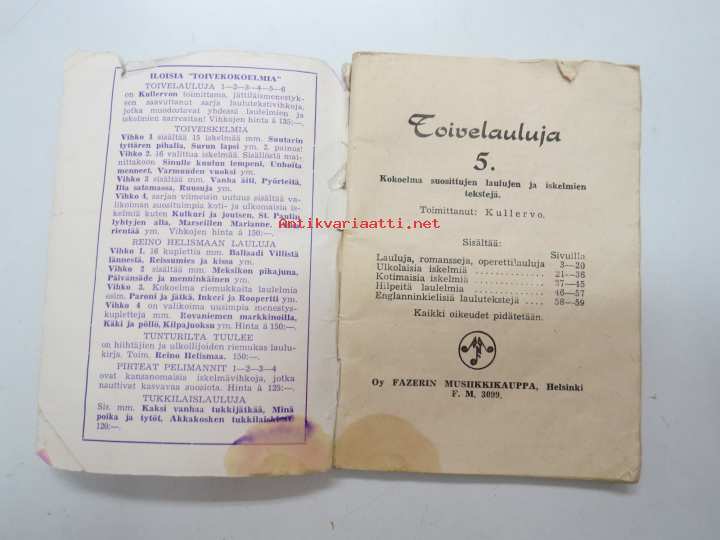 ILOISIA "TOIVEKOKOELMIA"
TOIVELAULUJA 1—2—3—4—5—6
on Kullervon toimittama, jättiläismenestyk-
sen saavuttanut sarja laulutekstivihkoja,
jotka muodostavat yhdessä laulelmien ja
iskelmien aarreaitan! Vihkojen hinta à 135:—.
TOIVEISKELMIA
Vihko 1 sisältää 15 iskelmää mm. Suutarin
tyttären pihalla, Surun lapsi ym. 2. painos!
Vihko 2. 16 valittua iskelmää. Sisällöstä mai-
nittakoon Sinulle kuulun lempeni, Unhoita
menneet, Varmuuden vuoksi ym.
Vihko 3 sisältää mm. Vanha äiti, Pyörteitä,
Ilta salamassa, Ruusuja ym.
Vihko 4, sarjan viimeisin uutuus sisältää va-
likoiman suosituimpia koti- ja ulkomaisia is-
kelmiä kuten Kulkuri ja joutsen, St. Paulin
lyhtyjen alla, Marseillen Marianne,
rientää ym. Vihkojen hinta à 150:—.
REINO HELISMAAN LAULUJA
Vihko 1. 16 kuplettia mm. Ballaadi Villistä
lännestä, Reissumies ja kissa ym.
Vihko 2 sisältää mm. Meksikon pikajuna,
Päivänsäde ja menninkäinen ym.
Vihko 3. Kokoelma riemukkaita laulelmia
esim. Paroni ja jätkä, Inkeri ja Rooperti ym.
Vihko 4 on valikoima uusimpia menestys-
kupletteja mm. Rovaniemen markkinoilla,
Käki ja pöllö, Kilpajuoksu ym. Hinta à 150:—.
TUNTURILTA TUULEE
on hiihtäjien ja ulkoilijoiden riemukas laulu-
kirja. Toim. Reino Helismaa. 150:—.
PIRTEÄT PELIMANNIT 1—2—3—4
ovat kansanomaisia iskelmävihkoja, jotka
nauttivat kasvavaa suosiota. Hinta à 125:—.
TUKKILAISLAULUJA
Sis. mm. Kaksi vanhaa tukkijätkää, Minä
poika ja tytöt, Akkakosken tukkilaiset
120:—.
Toivelauluja
5.
Kokoelma suosittujen laulujen ja iskelmien
tekstejä.
Toimittanut: Kullervo.
Sisältää:
Sivuilla
Lauluja, romansseja, operettilauluja 3—20
Ulkolaisia iskelmiä ............ 21—36
Kotimaisia iskelmiä ............ 37—45
Hilpeitä laulelmia ............ 46—57
Englanninkielisiä laulutekstejä .... 58—59
Kaikki oikeudet pidätetään.
Oy FAZERIN MUSIIKKIKAUPPA, Helsinki
F. M. 3099.
Antikvariaatti.net